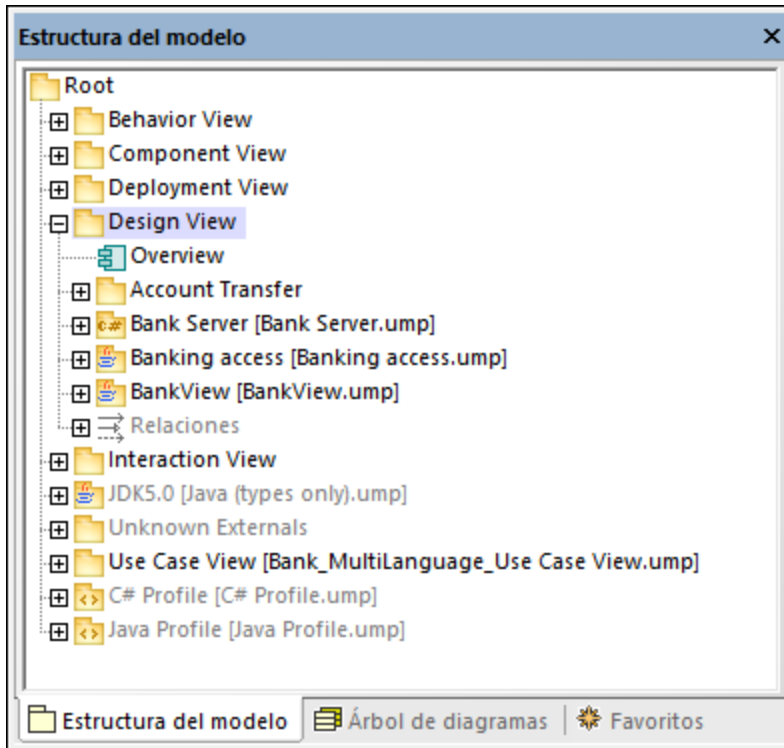 Estructura del modelo
Root
Behavior View
Component View
Deployment View
Design View
Overview
Account Transfer
Bank Server [Bank Server.ump]
Banking access [Banking access.ump]
BankView [BankView.ump]
Relaciones
Interaction View
JDK5.0 [Java (types only).ump]
Unknown Externals
Use Case View [Bank_MultiLanguage_Use Case View.ump]
C# Profile [C# Profile.ump]
Java Profile [Java Profile.ump]
Estructura del modelo Árbol de diagramas Favoritos